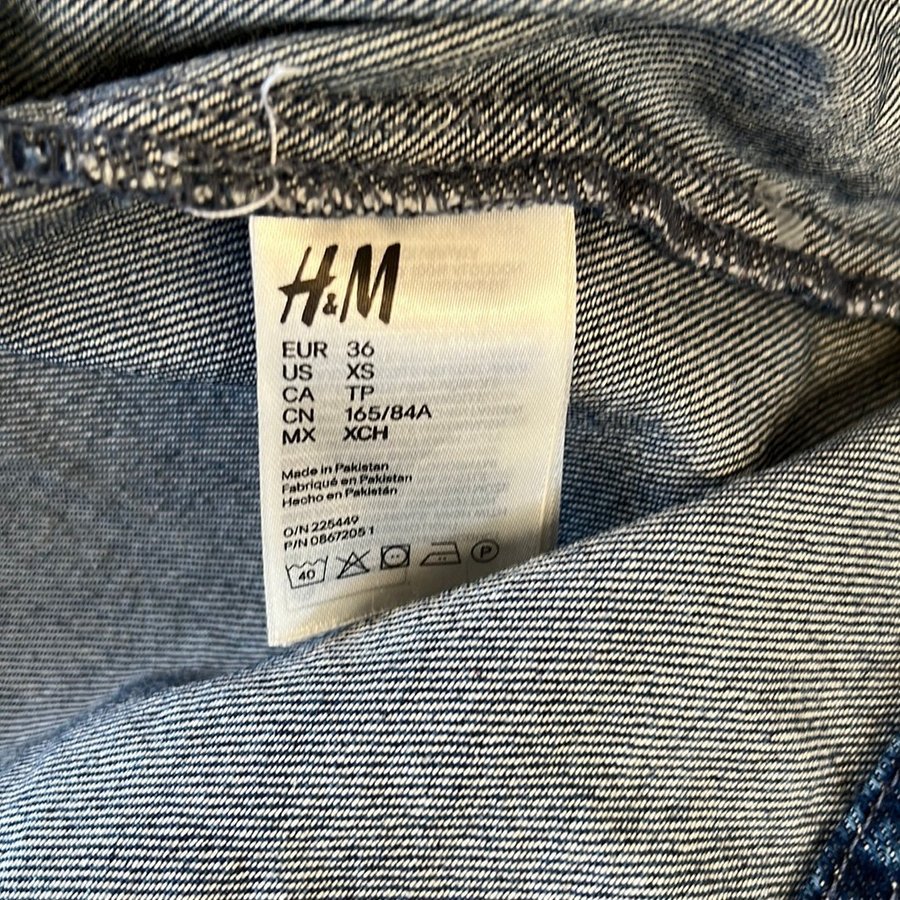 H&M
EUR 36
US XS
CA TP
CN 165/84A
MX XCH
Made in Pakistan
Fabriqué en Pakistan
Hecho en Pakistán
O/N 225449
P/N 0867205 1
40 P